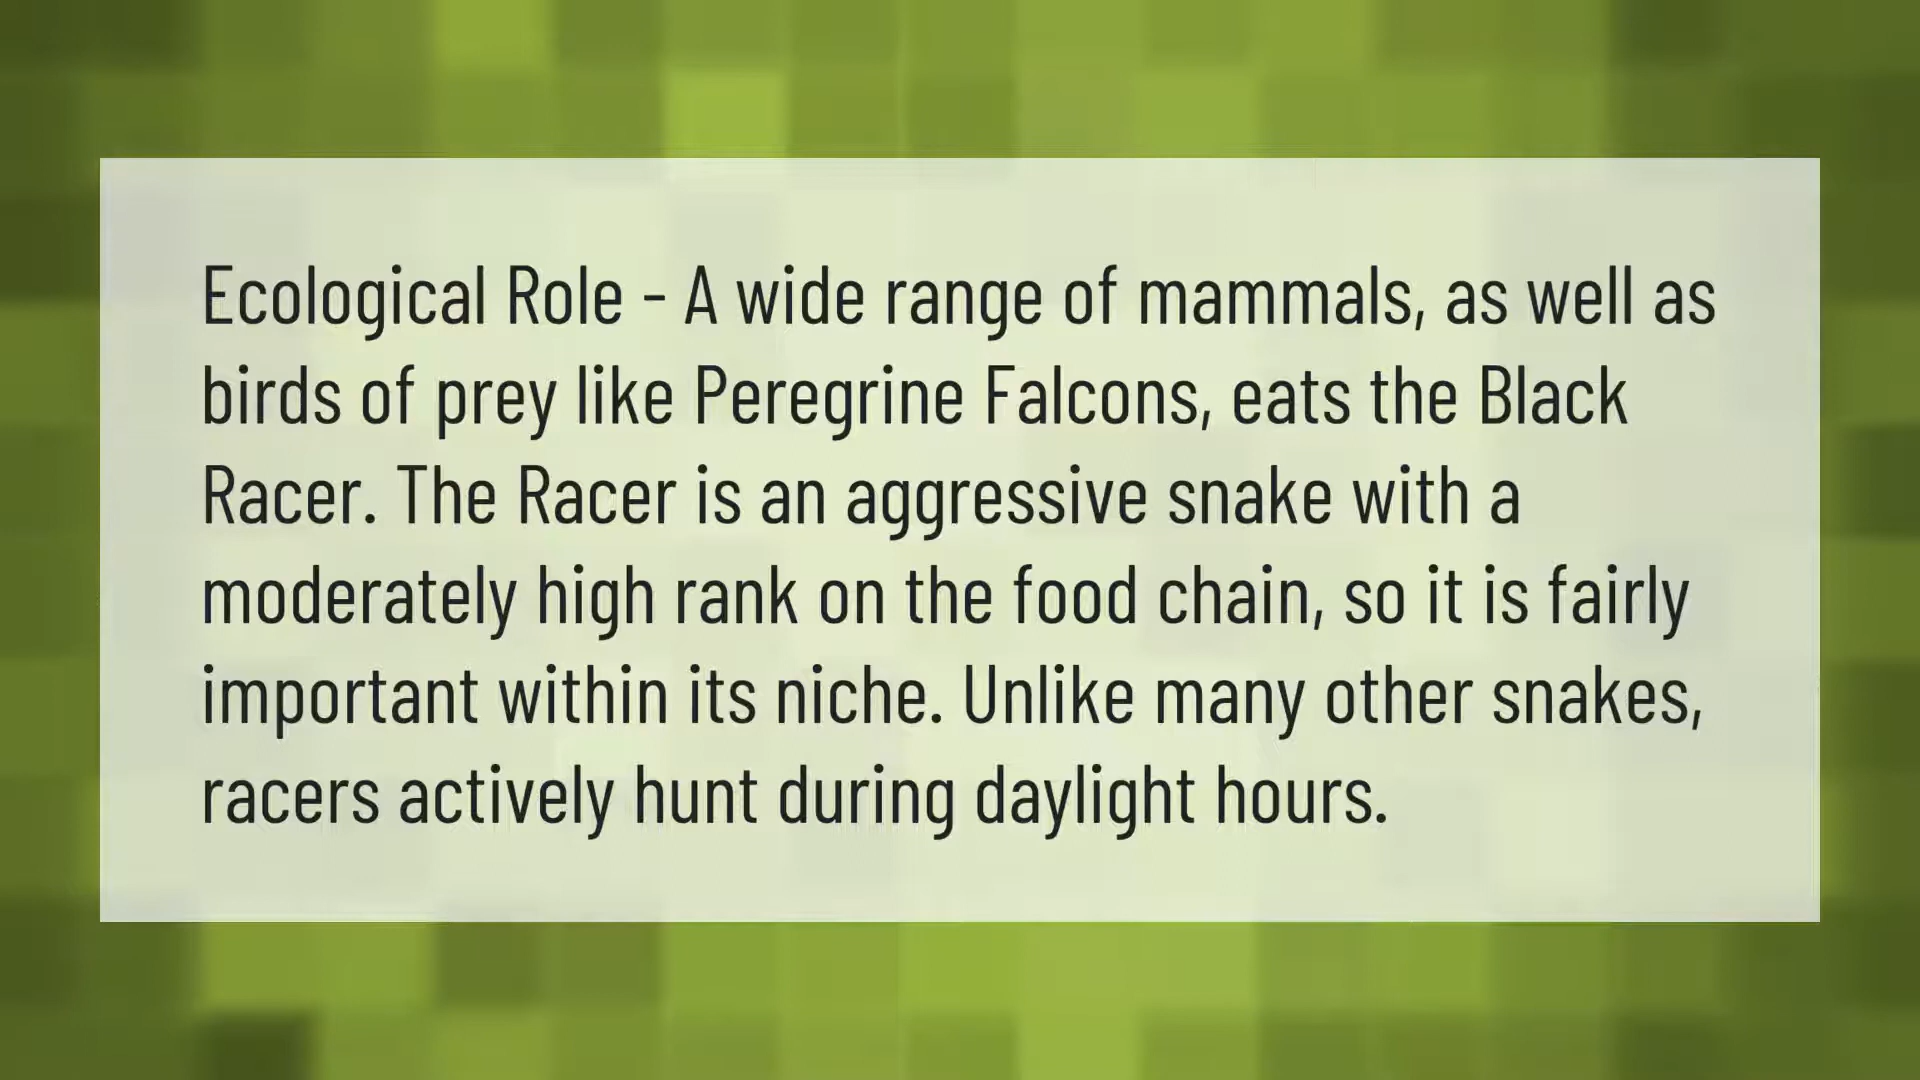 Ecological Role - A wide range of mammals, as well as
birds of prey like Peregrine Falcons, eats the Black
Racer. The Racer is an aggressive snake with a
moderately high rank on the food chain, so it is fairly
important within its niche. Unlike many other snakes,
racers actively hunt during daylight hours.